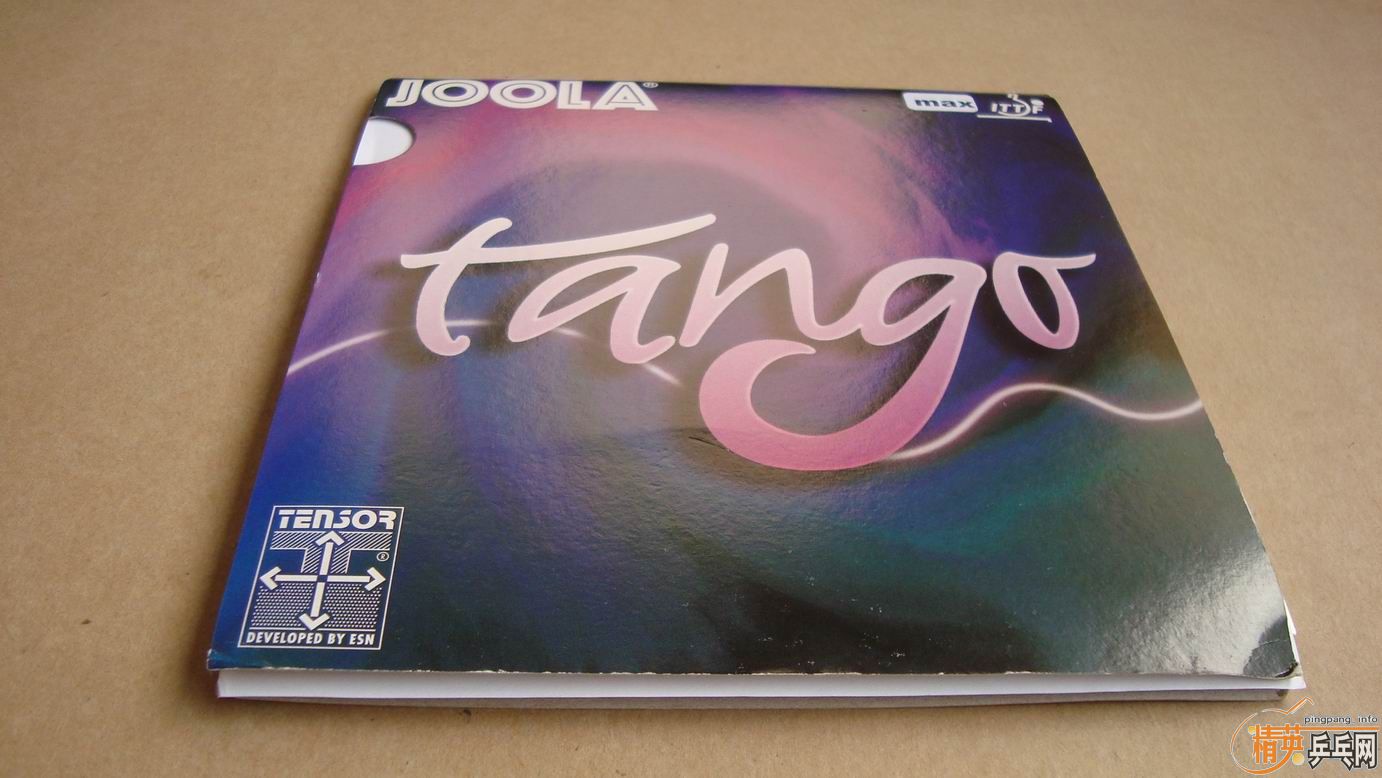 JOOLA®
max
ITTF
tango
TENSOR
®
DEVELOPED BY ESN
pingpang.info
精英乒乓网